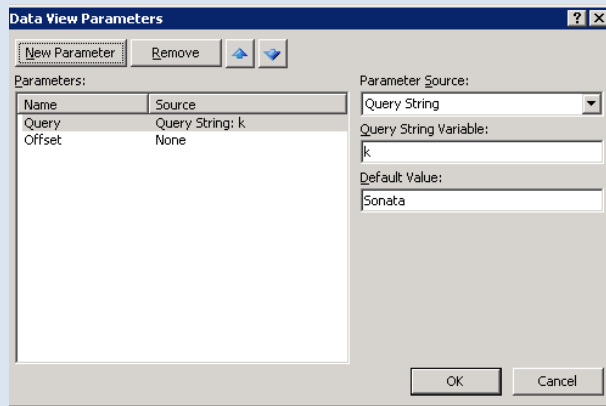 Data View Parameters
New Parameter Remove
Parameters:
Name Source
Query Query String: k
Offset None
Parameter Source:
Query String
Query String Variable:
k
Default Value:
Sonata
OK Cancel